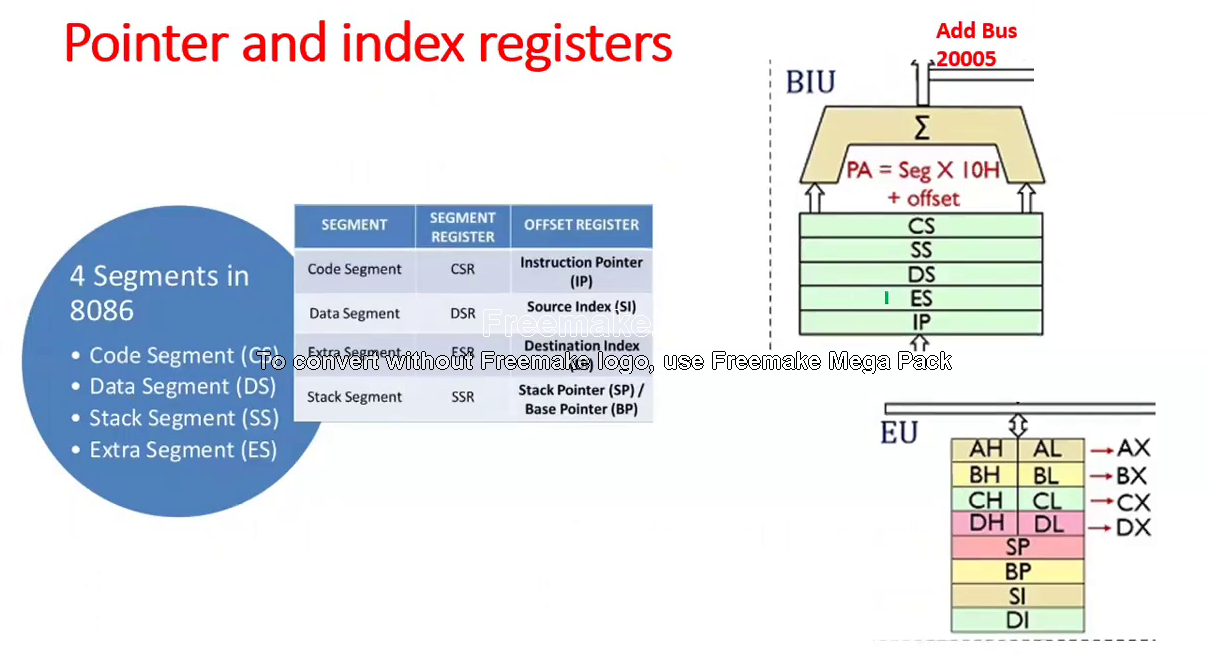 Pointer and index registers
Add Bus
20005
BIU
Σ
PA = Seg X 10H
+ offset
CS
SS
DS
ES
IP
4 Segments in
8086
• Code Segment (CS)
• Data Segment (DS)
• Stack Segment (SS)
• Extra Segment (ES)
SEGMENT
SEGMENT
REGISTER
OFFSET REGISTER
Code Segment
CSR
Instruction Pointer
(IP)
Data Segment
DSR
Source Index (SI)
Extra Segment
ESR
Destination Index
Stack Segment
SSR
Stack Pointer (SP) /
Base Pointer (BP)
Freemake
To convert without Freemake logo, use Freemake Mega Pack
EU
AH AL → AX
BH BL → BX
CH CL → CX
DH DL → DX
SP
BP
SI
DI